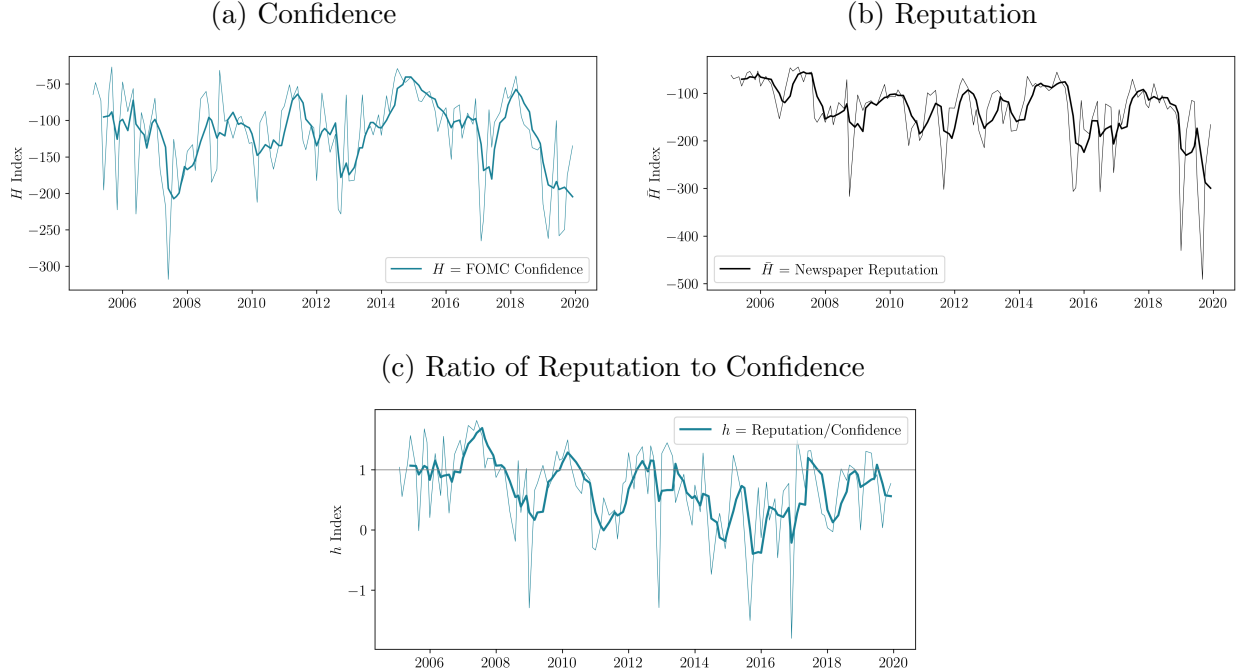 (a) Confidence
H Index
−50
−100
−150
−200
−250
−300
H = FOMC Confidence
2006 2008 2010 2012 2014 2016 2018 2020
(b) Reputation
H̄ Index
−100
−200
−300
−400
−500
H̄ = Newspaper Reputation
2006 2008 2010 2012 2014 2016 2018 2020
(c) Ratio of Reputation to Confidence
h Index
1
0
−1
h = Reputation/Confidence
2006 2008 2010 2012 2014 2016 2018 2020